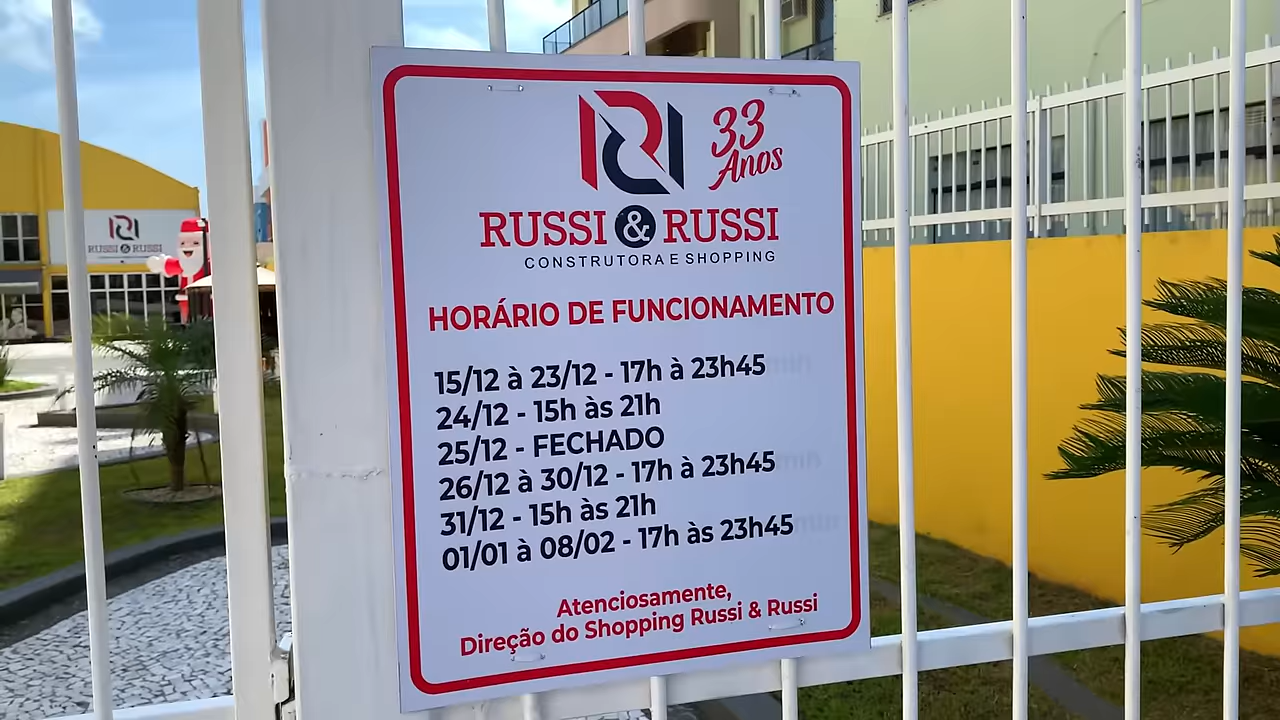 33
Anos
RUSSI & RUSSI
CONSTRUTORA E SHOPPING
HORÁRIO DE FUNCIONAMENTO
15/12 à 23/12 - 17h à 23h45
24/12 - 15h às 21h
25/12 - FECHADO
26/12 à 30/12 - 17h à 23h45
31/12 - 15h às 21h
01/01 à 08/02 - 17h às 23h45
Atenciosamente,
Direção do Shopping Russi & Russi
RUSSI & RUSSI